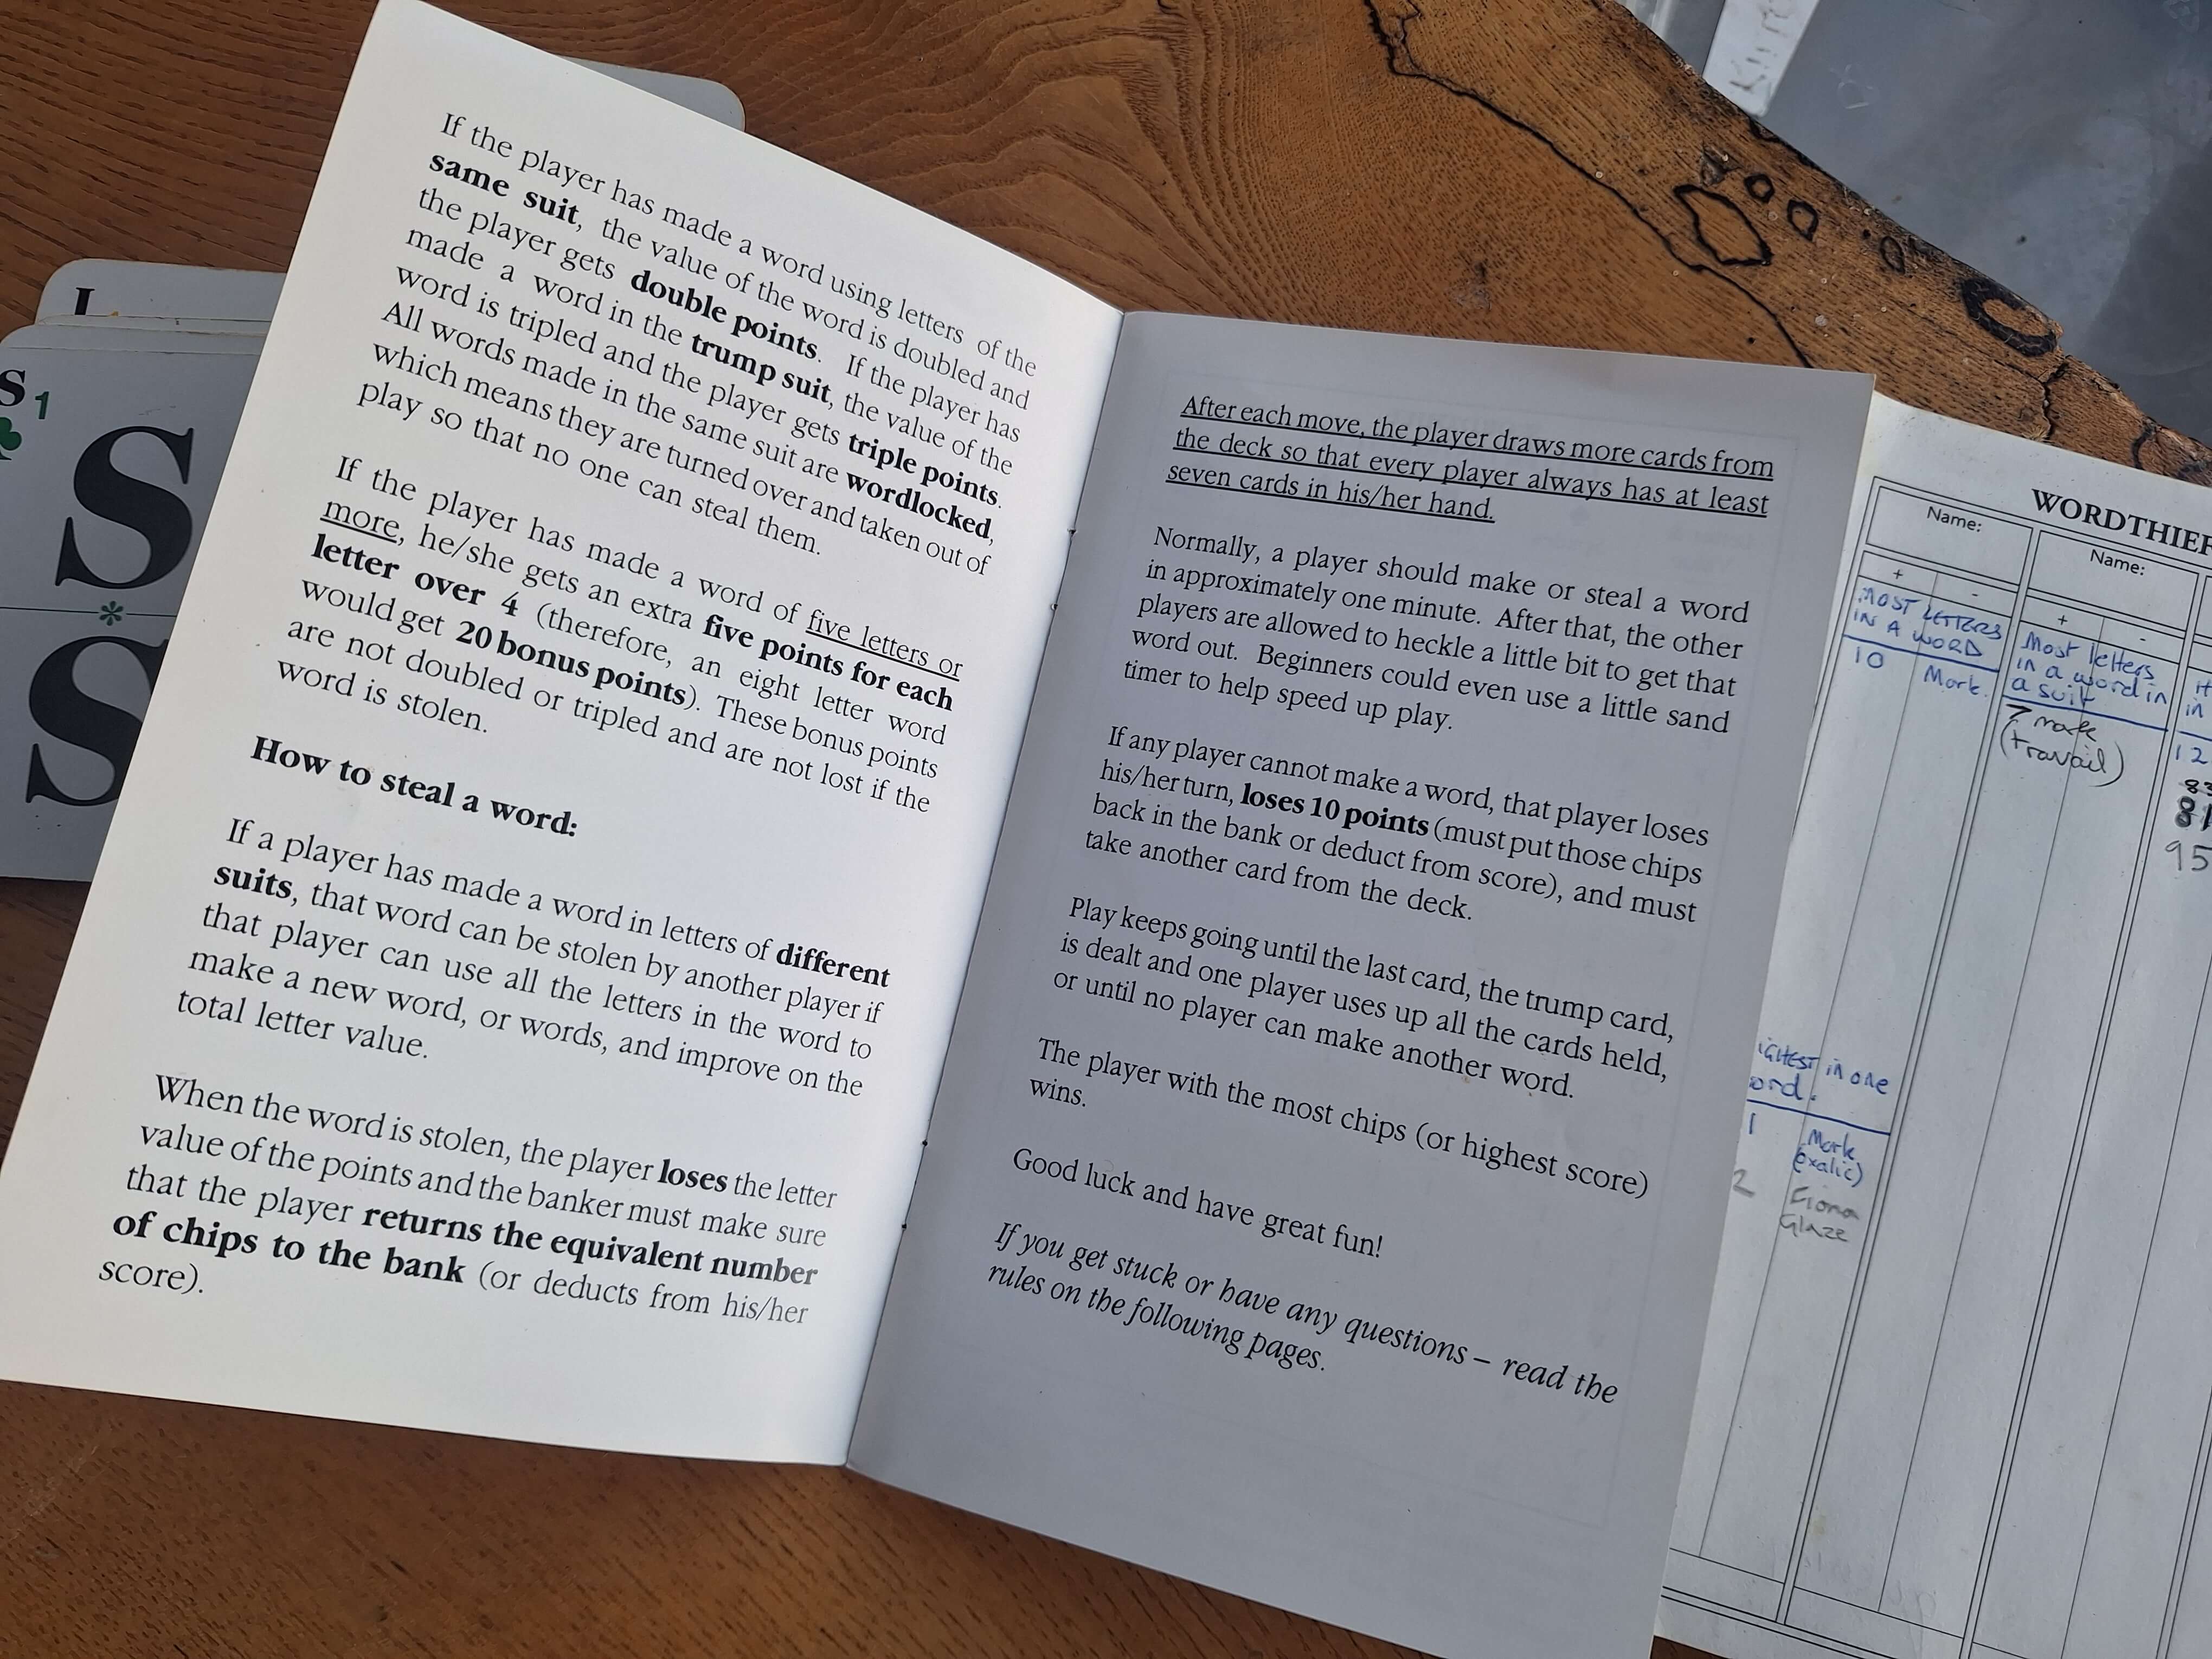 If the player has made a word using letters of the
same suit, the value of the word is doubled and
the player gets double points. If the player has
made a word in the trump suit, the value of the
word is tripled and the player gets triple points.
All words made in the same suit are wordlocked,
which means they are turned over and taken out of
play so that no one can steal them.
If the player has made a word of five letters or
more, he/she gets an extra five points for each
letter over 4 (therefore, an eight letter word
would get 20 bonus points). These bonus points
are not doubled or tripled and are not lost if the
word is stolen.
How to steal a word:
If a player has made a word in letters of different
suits, that word can be stolen by another player if
that player can use all the letters in the word to
make a new word, or words, and improve on the
total letter value.
When the word is stolen, the player loses the letter
value of the points and the banker must make sure
that the player returns the equivalent number
of chips to the bank (or deducts from his/her
score).
After each move, the player draws more cards from
the deck so that every player always has at least
seven cards in his/her hand.
Normally, a player should make or steal a word
in approximately one minute. After that, the other
players are allowed to heckle a little bit to get that
word out. Beginners could even use a little sand
timer to help speed up play.
If any player cannot make a word, that player loses
his/her turn, loses 10 points (must put those chips
back in the bank or deduct from score), and must
take another card from the deck.
Play keeps going until the last card, the trump card,
is dealt and one player uses up all the cards held,
or until no player can make another word.
The player with the most chips (or highest score)
wins.
Good luck and have great fun!
If you get stuck or have any questions – read the
rules on the following pages.
S 1
S
S
WORDTHIEF
Name:
+ -
MOST LETTERS
IN A WORD
10 Mark.
Name:
+ -
Most letters
in a word in
a suit
7 mark
(travail)
in
12
81
95
in one
word.
1 Mark
(oxalic)
2 Fiona
Glaze